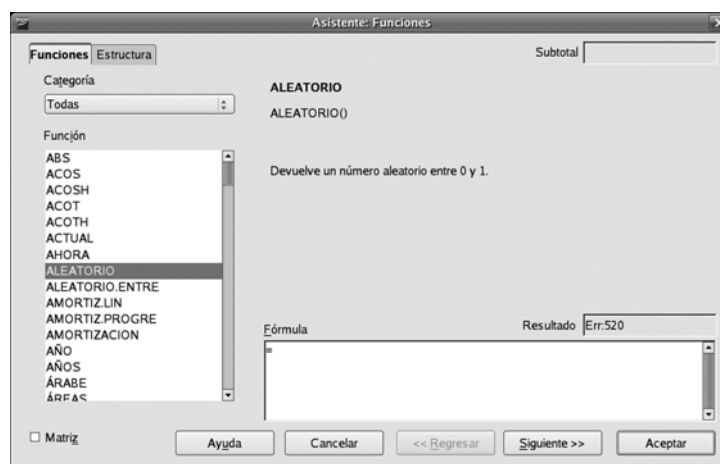 Asistente: Funciones
Funciones Estructura
Subtotal
Categoría
Todas
Función
ABS
ACOS
ACOSH
ACOT
ACOTH
ACTUAL
AHORA
ALEATORIO
ALEATORIO.ENTRE
AMORTIZ.LIN
AMORTIZ.PROGRE
AMORTIZACION
AÑO
AÑOS
ÁRABE
ÁREAS
ALEATORIO
ALEATORIO()
Devuelve un número aleatorio entre 0 y 1.
Fórmula
Resultado Err:520
=
Matriz
Ayuda
Cancelar
<< Regresar
Siguiente >>
Aceptar